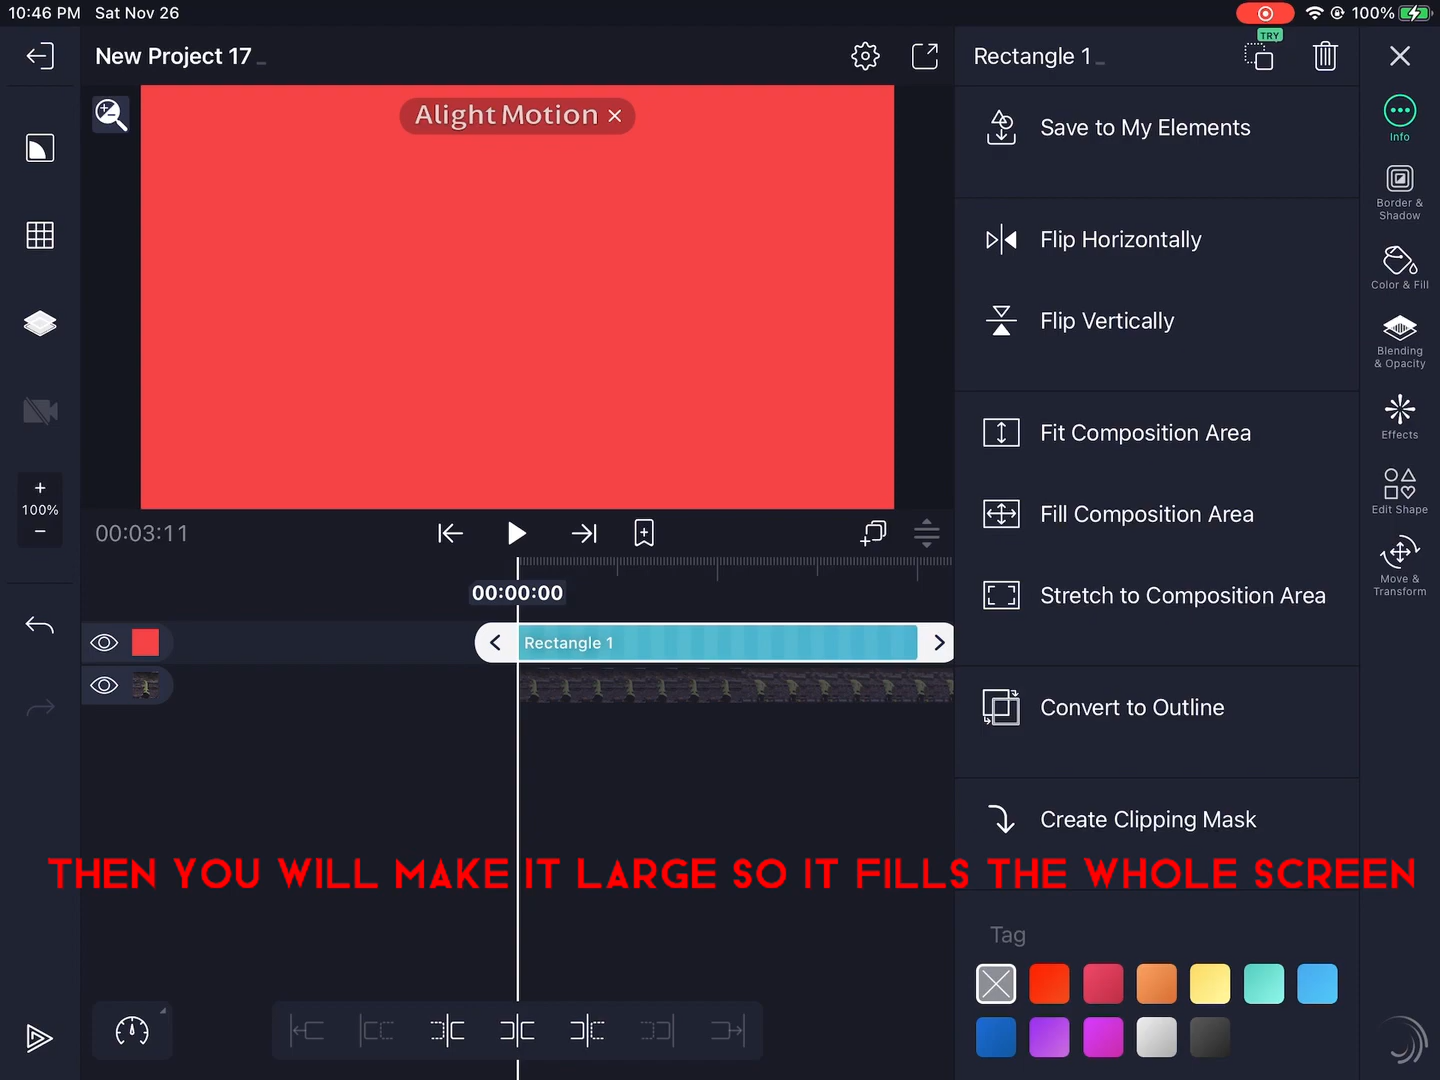 10:46 PM Sat Nov 26
100%
New Project 17
Rectangle 1
TRY
Alight Motion ×
Save to My Elements
Info
Border & Shadow
Flip Horizontally
Color & Fill
Flip Vertically
Blending & Opacity
Fit Composition Area
Effects
100%
Fill Composition Area
Edit Shape
00:03:11
00:00:00
Stretch to Composition Area
Move & Transform
Rectangle 1
Convert to Outline
Create Clipping Mask
THEN YOU WILL MAKE IT LARGE SO IT FILLS THE WHOLE SCREEN
Tag